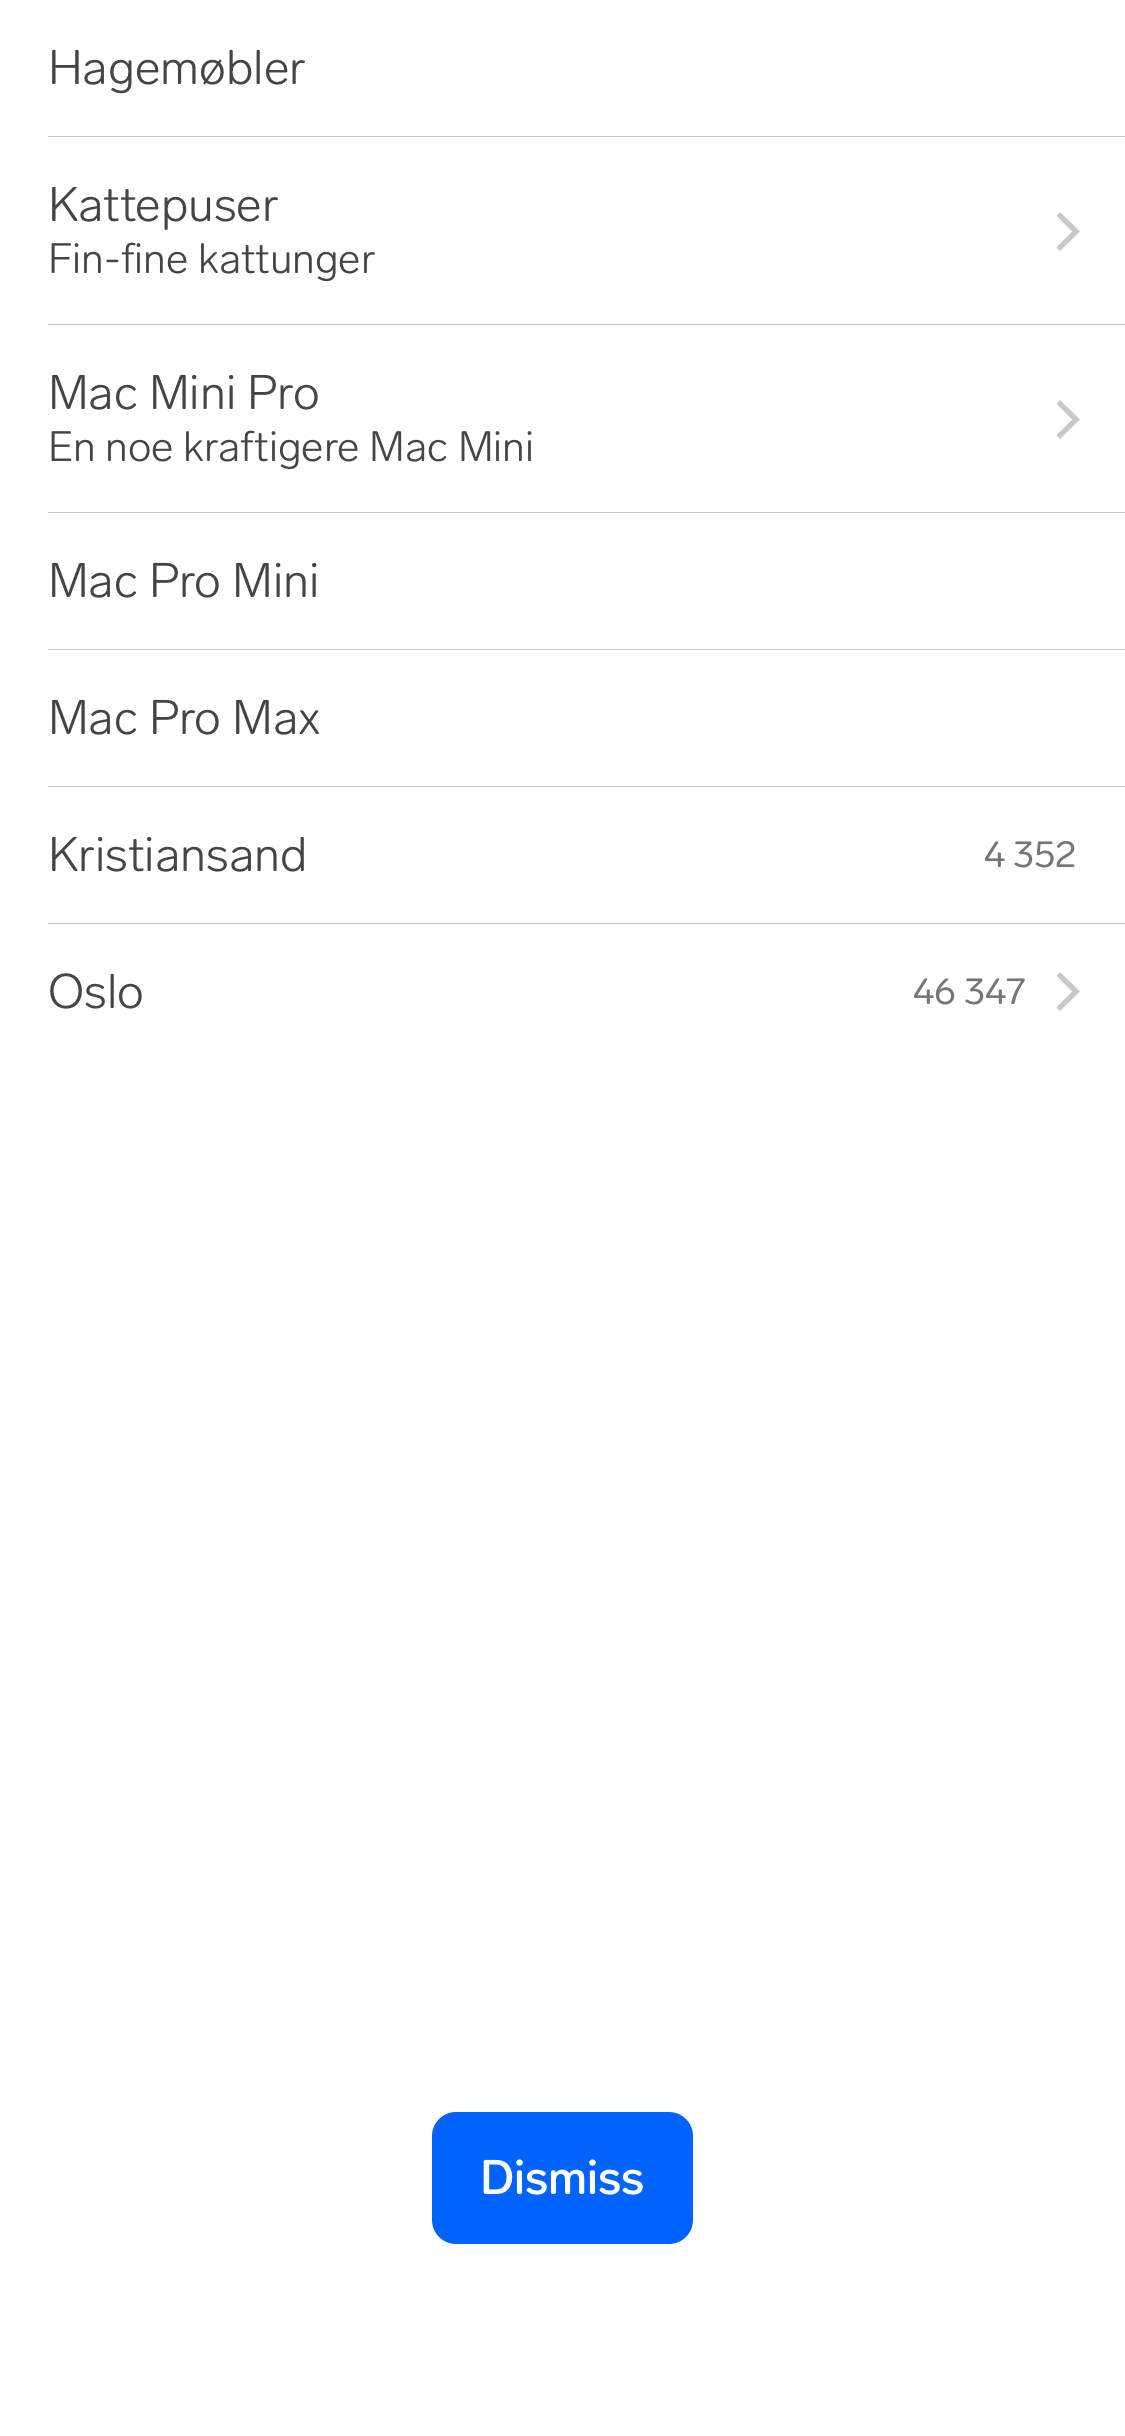 Hagemøbler
Kattepuser
Fin-fine kattunger
Mac Mini Pro
En noe kraftigere Mac Mini
Mac Pro Mini
Mac Pro Max
Kristiansand 4 352
Oslo 46 347
Dismiss